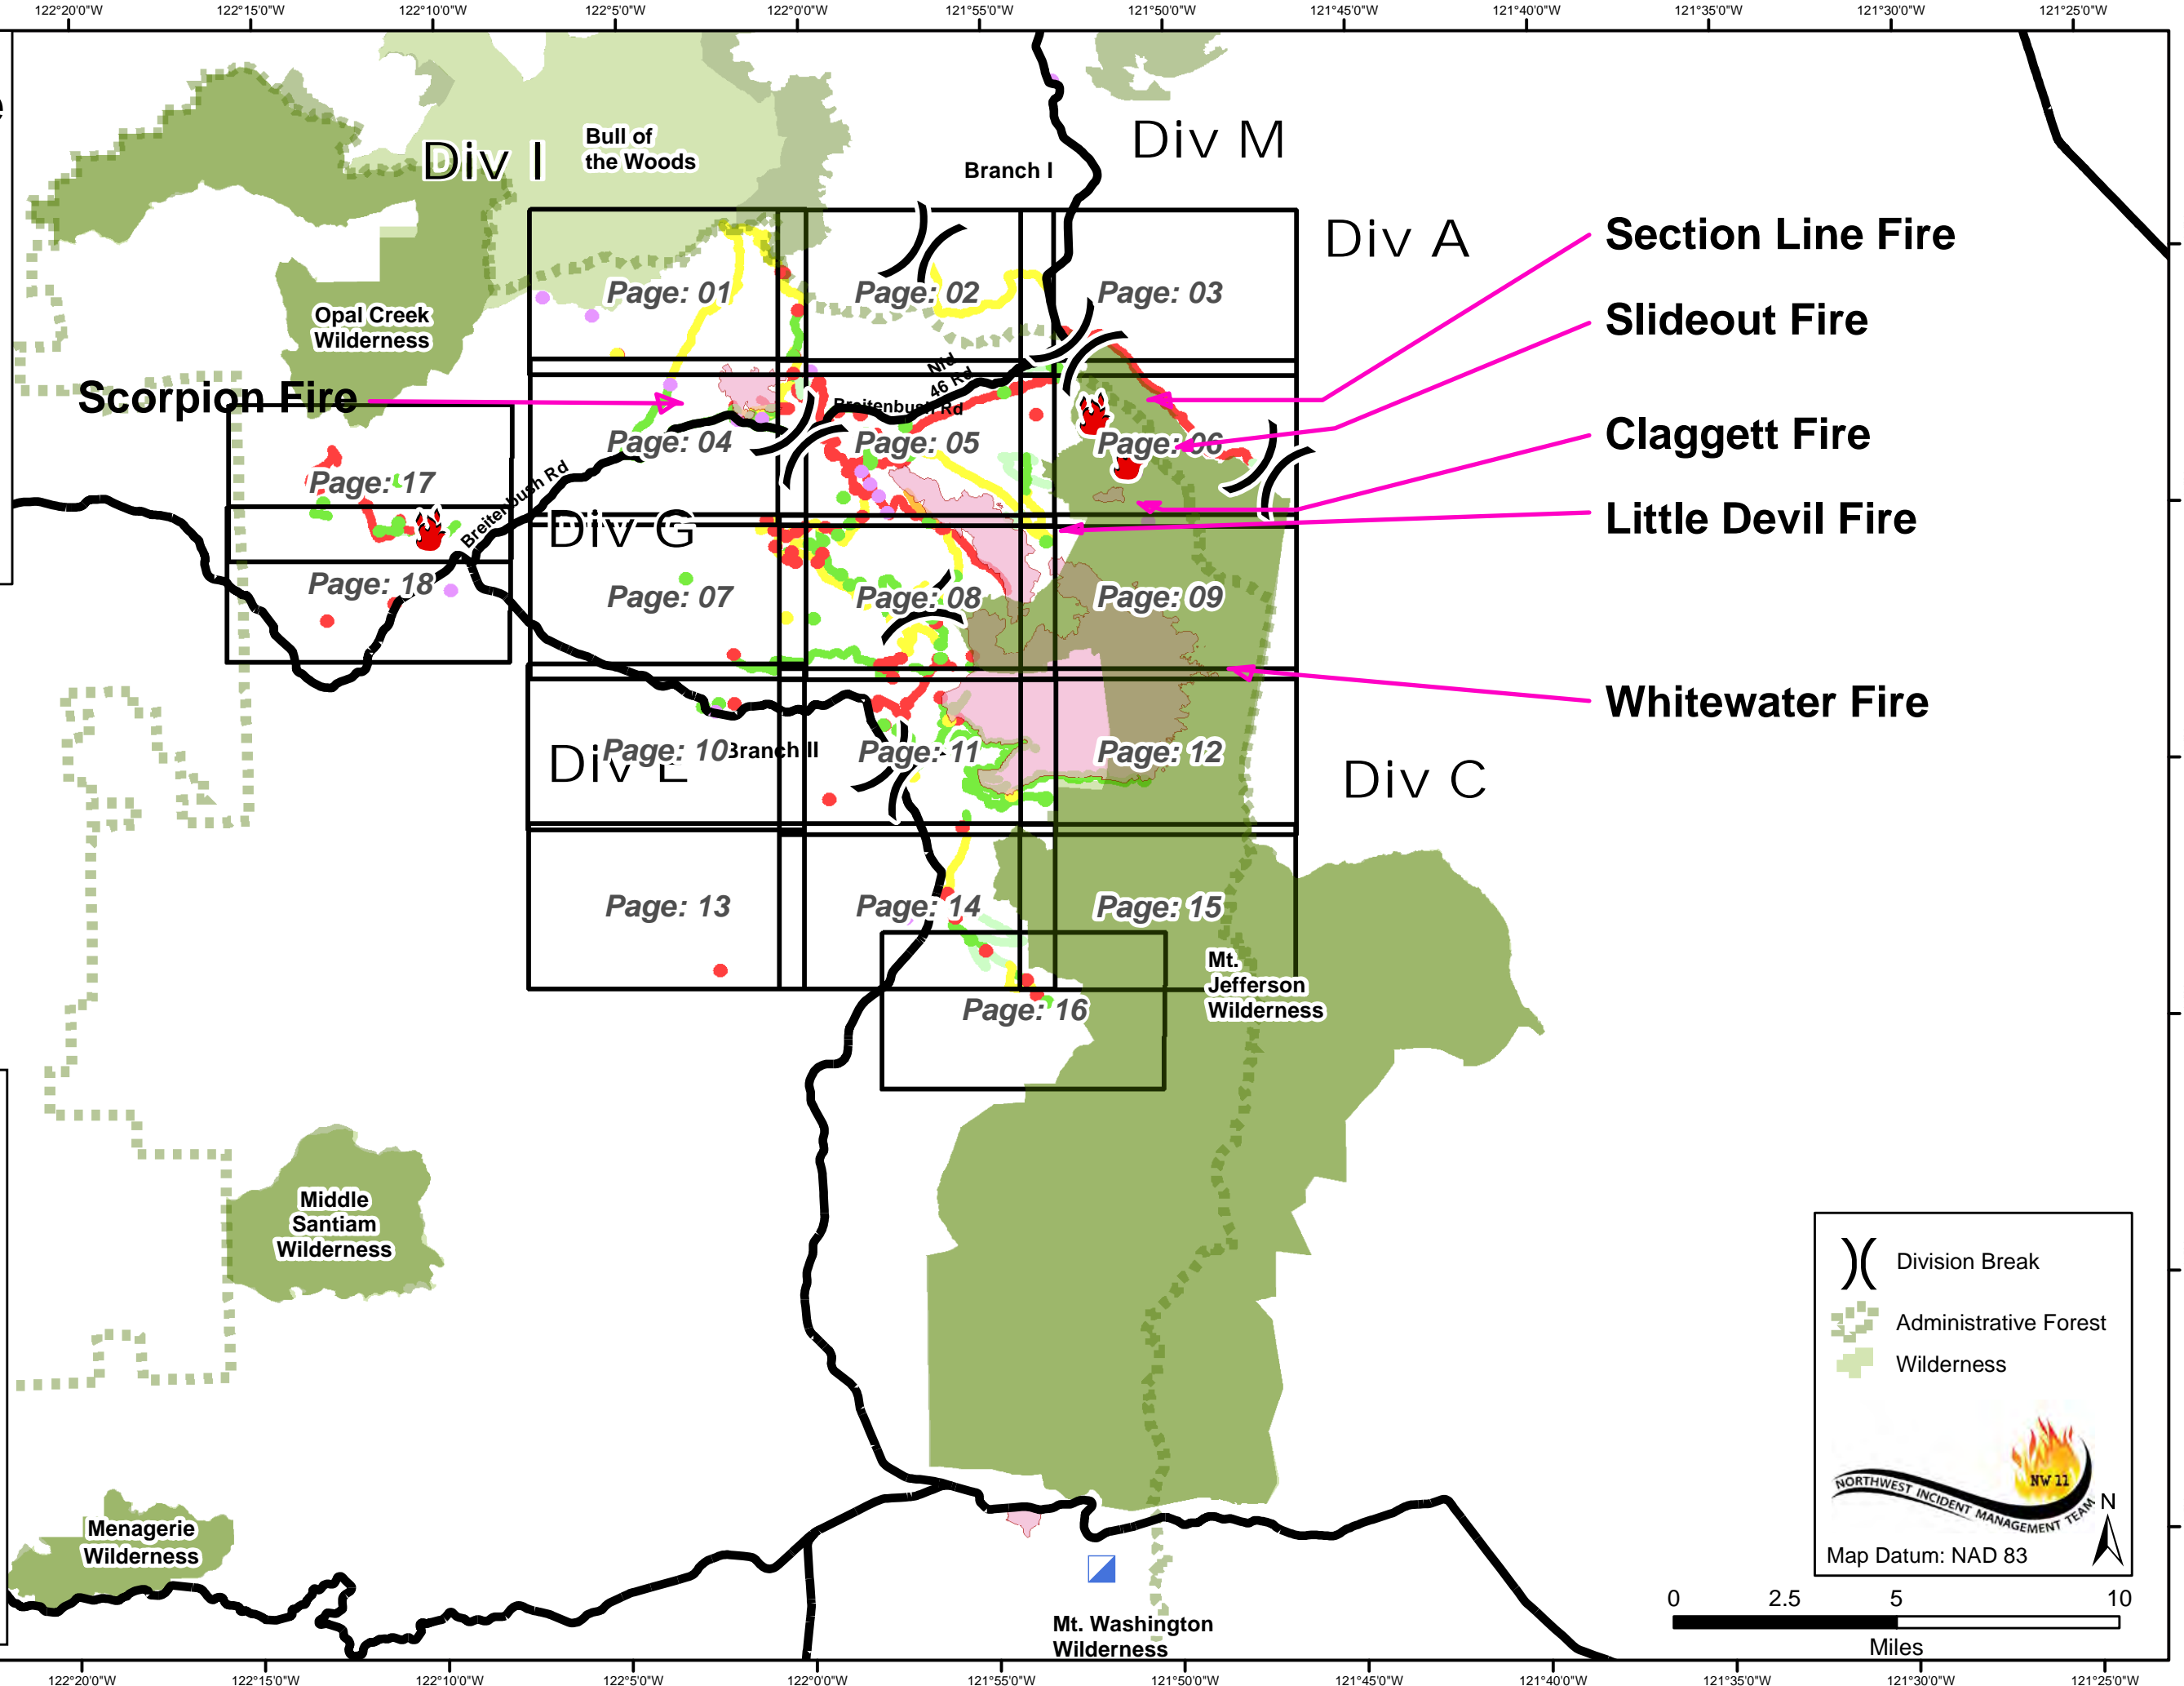 122°20'0"W 122°15'0"W 122°10'0"W 122°5'0"W 122°0'0"W 121°55'0"W 121°50'0"W 121°45'0"W 121°40'0"W 121°35'0"W 121°30'0"W 121°25'0"W
e
Div M
Div I
Bull of
the Woods
Branch I
Div A
Section Line Fire
Page: 01
Page: 02
Page: 03
Opal Creek
Wilderness
Slideout Fire
Nfd
46 Rd
Scorpion Fire
Breitenbush Rd
Page: 04
Page: 05
Page: 06
Claggett Fire
Page: 17
Breitenbush Rd
Div G
Little Devil Fire
Page: 18
Page: 07
Page: 08
Page: 09
Whitewater Fire
Div E
Page: 10
Branch II
Page: 11
Page: 12
Div C
Page: 13
Page: 14
Page: 15
Mt.
Jefferson
Wilderness
Page: 16
Middle
Santiam
Wilderness
Division Break
Administrative Forest
Wilderness
NW 11
NORTHWEST INCIDENT MANAGEMENT TEAM
N
Map Datum: NAD 83
Menagerie
Wilderness
0 2.5 5 10
Miles
Mt. Washington
Wilderness
122°20'0"W 122°15'0"W 122°10'0"W 122°5'0"W 122°0'0"W 121°55'0"W 121°50'0"W 121°45'0"W 121°40'0"W 121°35'0"W 121°30'0"W 121°25'0"W